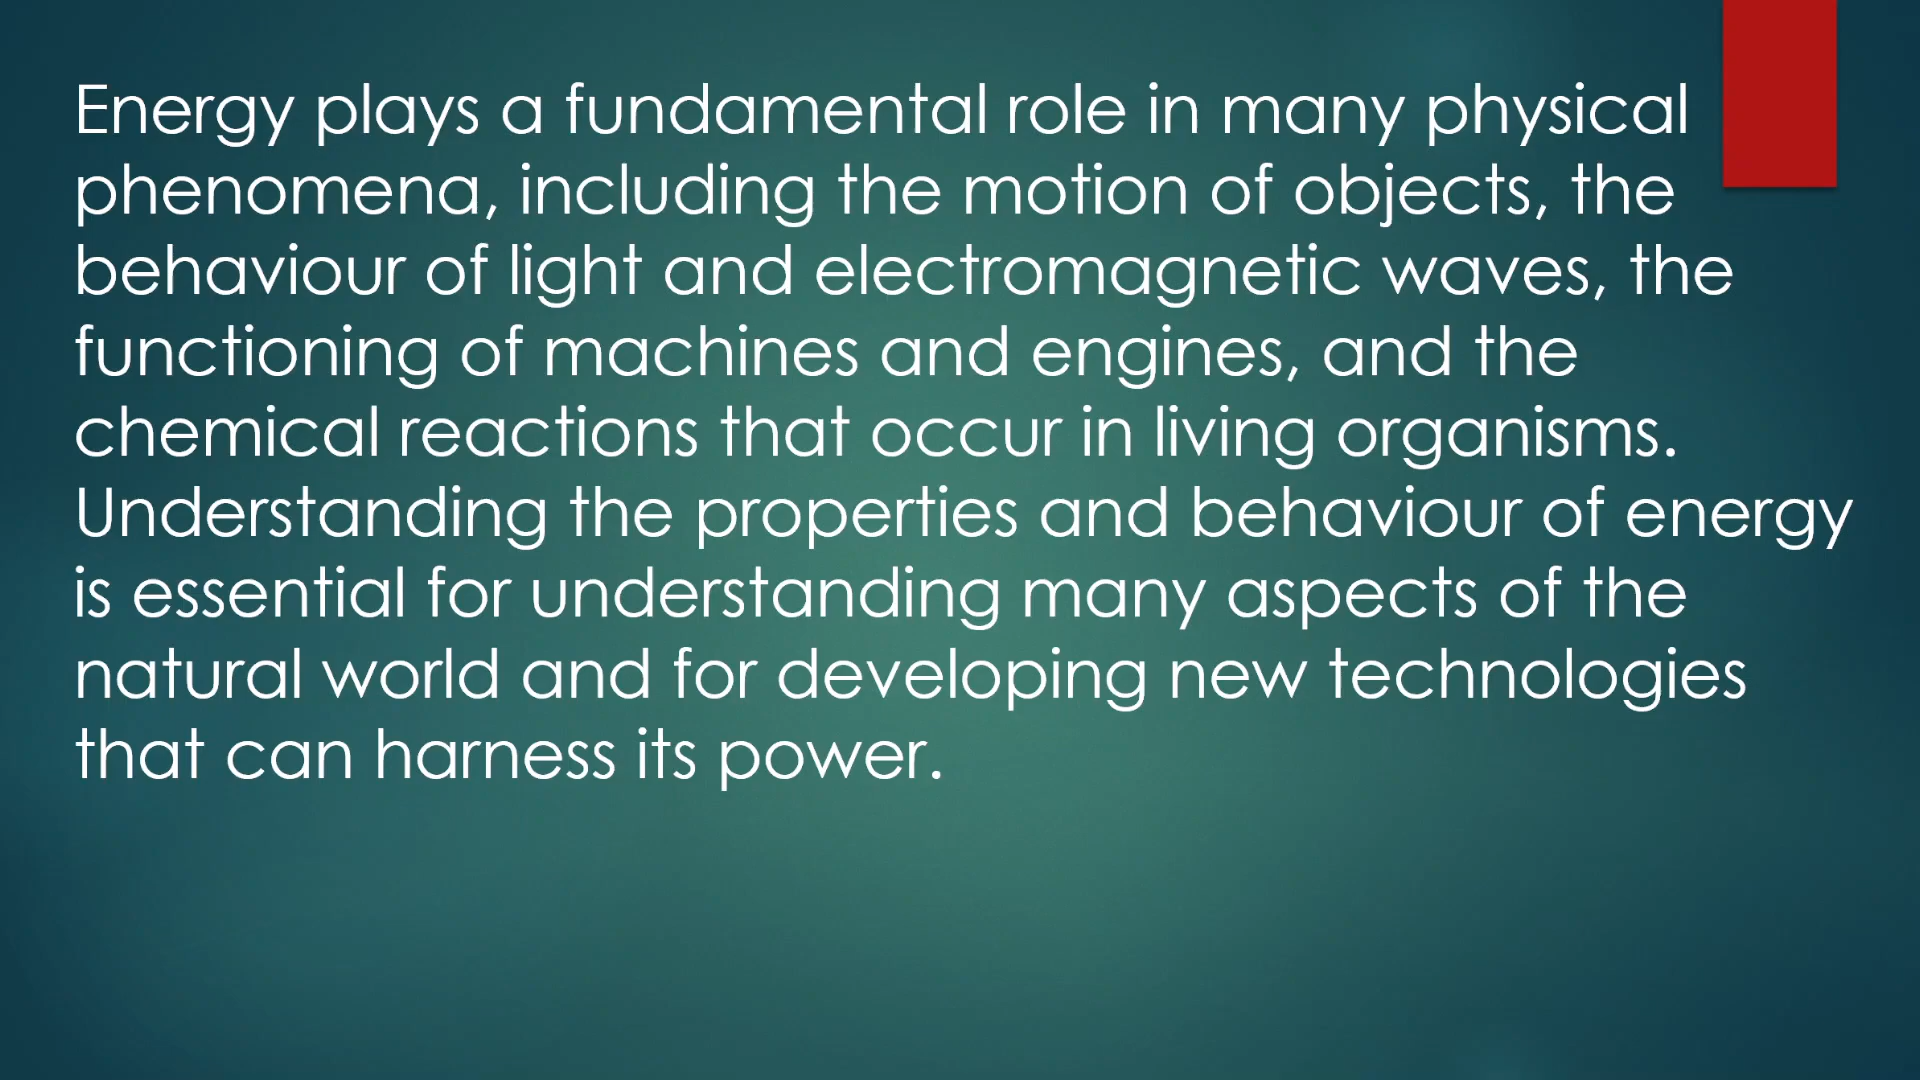 Energy plays a fundamental role in many physical
phenomena, including the motion of objects, the
behaviour of light and electromagnetic waves, the
functioning of machines and engines, and the
chemical reactions that occur in living organisms.
Understanding the properties and behaviour of energy
is essential for understanding many aspects of the
natural world and for developing new technologies
that can harness its power.